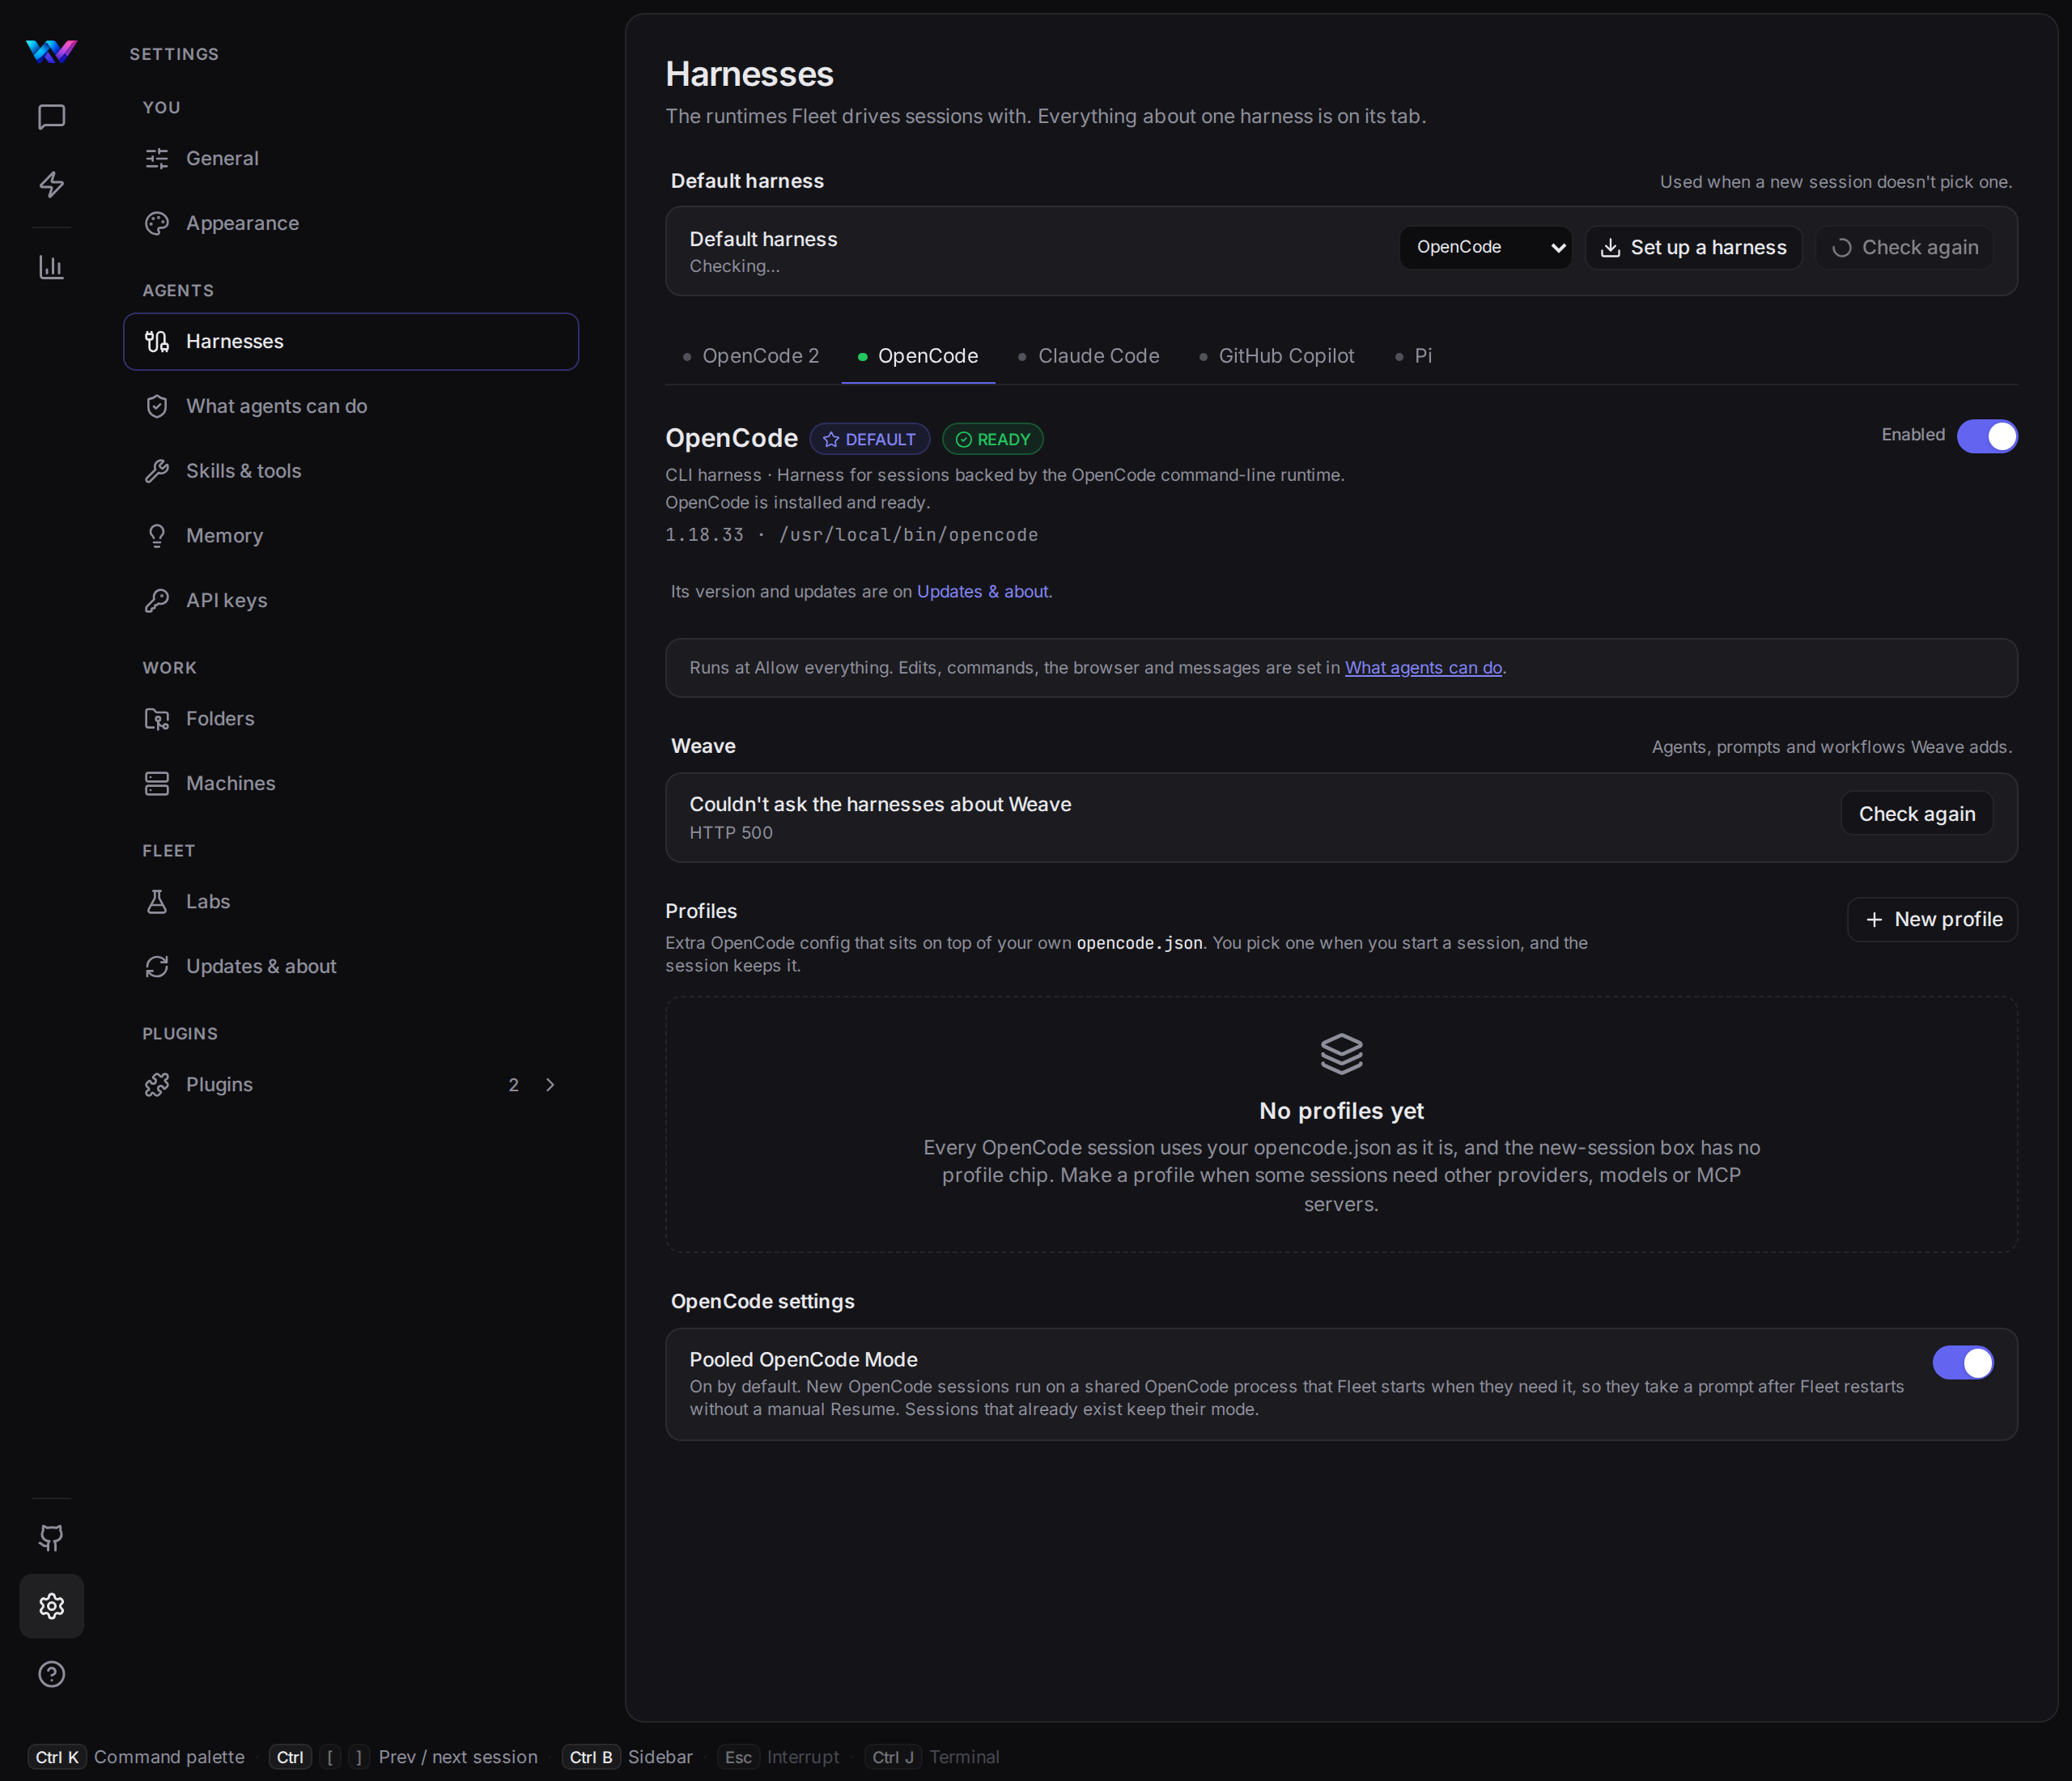 SETTINGS
YOU
General
Appearance
AGENTS
Harnesses
What agents can do
Skills & tools
Memory
API keys
WORK
Folders
Machines
FLEET
Labs
Updates & about
PLUGINS
Plugins 2
Harnesses
The runtimes Fleet drives sessions with. Everything about one harness is on its tab.
Default harness Used when a new session doesn't pick one.
Default harness
Checking...
OpenCode Set up a harness Check again
OpenCode 2 OpenCode Claude Code GitHub Copilot Pi
OpenCode DEFAULT READY Enabled
CLI harness · Harness for sessions backed by the OpenCode command-line runtime.
OpenCode is installed and ready.
1.18.33 · /usr/local/bin/opencode
Its version and updates are on Updates & about.
Runs at Allow everything. Edits, commands, the browser and messages are set in What agents can do.
Weave Agents, prompts and workflows Weave adds.
Couldn't ask the harnesses about Weave
HTTP 500
Check again
Profiles
New profile
Extra OpenCode config that sits on top of your own opencode.json. You pick one when you start a session, and the
session keeps it.
No profiles yet
Every OpenCode session uses your opencode.json as it is, and the new-session box has no
profile chip. Make a profile when some sessions need other providers, models or MCP
servers.
OpenCode settings
Pooled OpenCode Mode
On by default. New OpenCode sessions run on a shared OpenCode process that Fleet starts when they need it, so they take a prompt after Fleet restarts
without a manual Resume. Sessions that already exist keep their mode.
Ctrl K Command palette · Ctrl [ ] Prev / next session · Ctrl B Sidebar · Esc Interrupt · Ctrl J Terminal